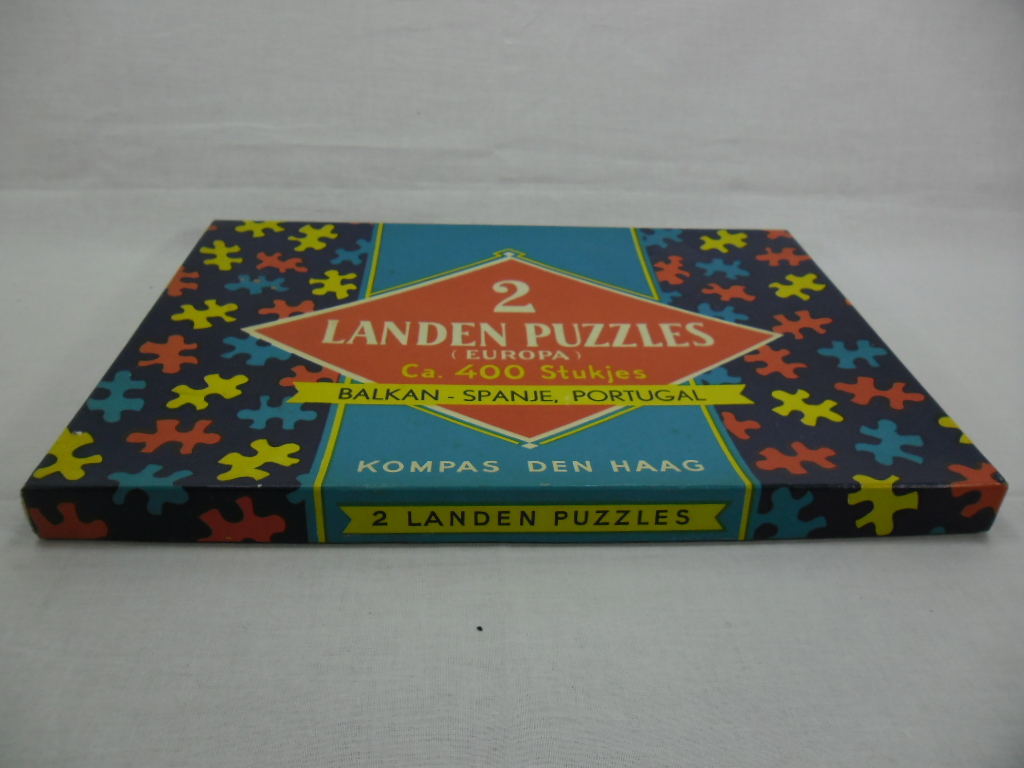 2
LANDEN PUZZLES
(EUROPA)
Ca. 400 Stukjes
BALKAN - SPANJE, PORTUGAL
KOMPAS DEN HAAG
2 LANDEN PUZZLES